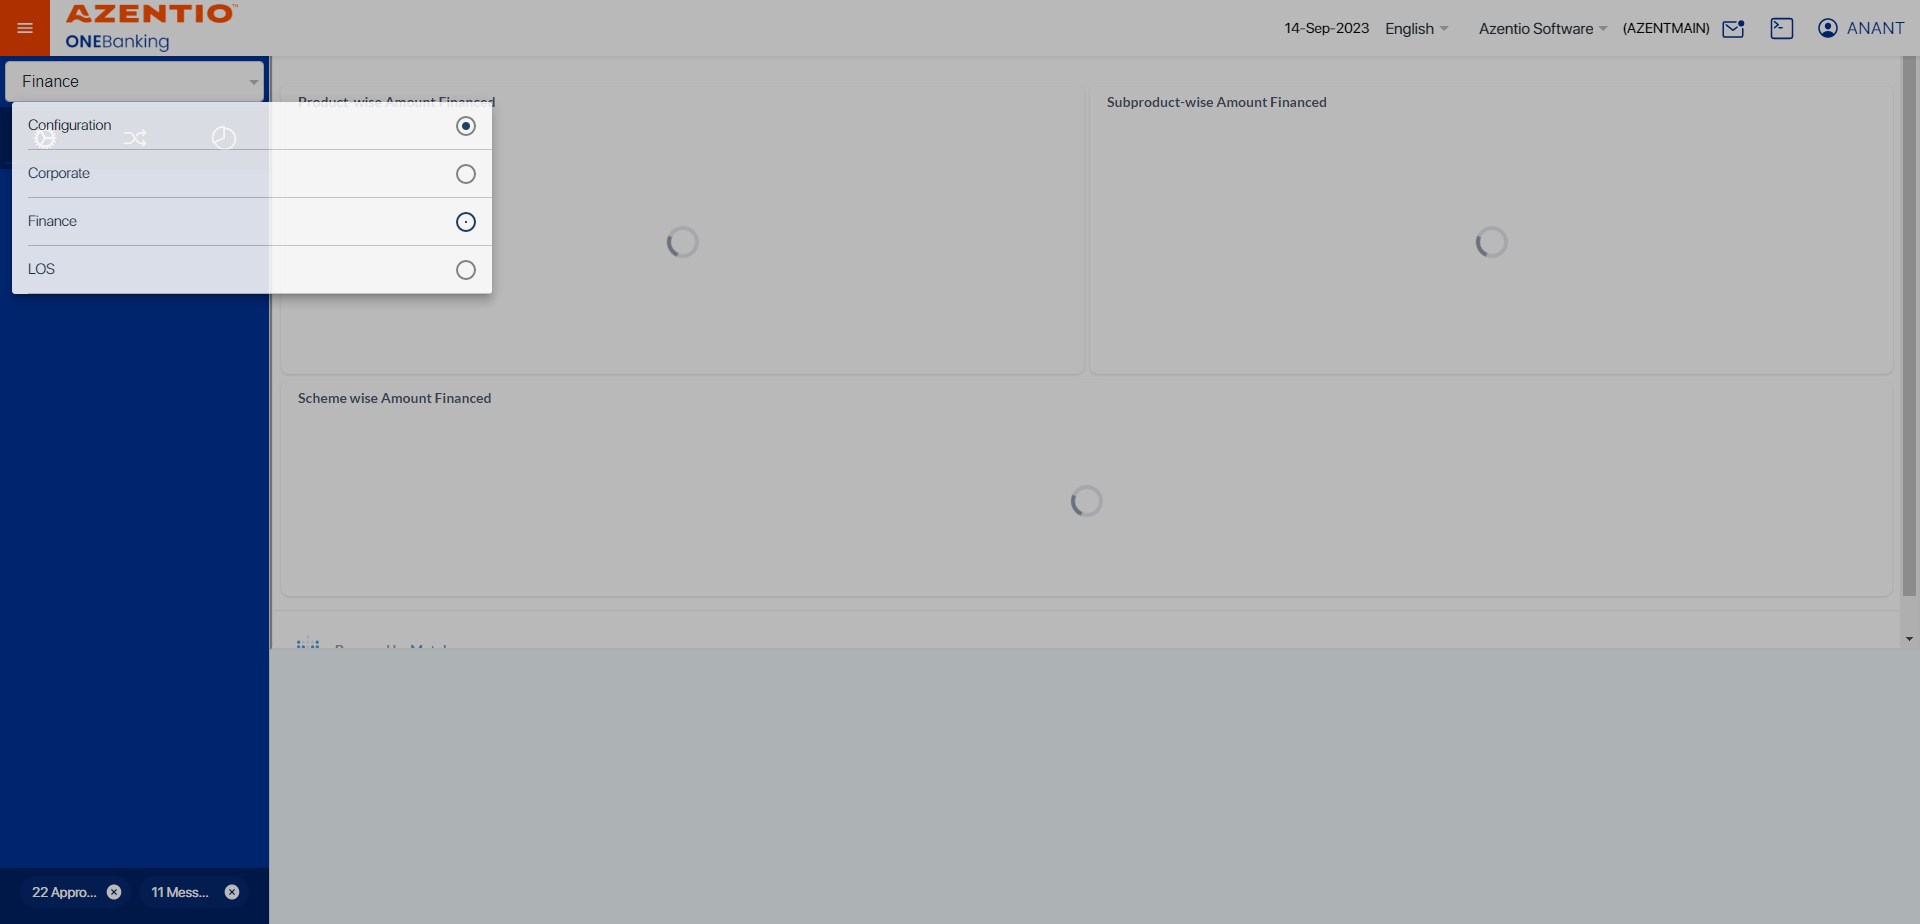 AZENTIO™
ONEBanking
14-Sep-2023 English Azentio Software (AZENTMAIN) ANANT
Finance
Product-wise Amount Financed
Subproduct-wise Amount Financed
Configuration
Corporate
Finance
LOS
Scheme wise Amount Financed
22 Appro...
11 Mess...